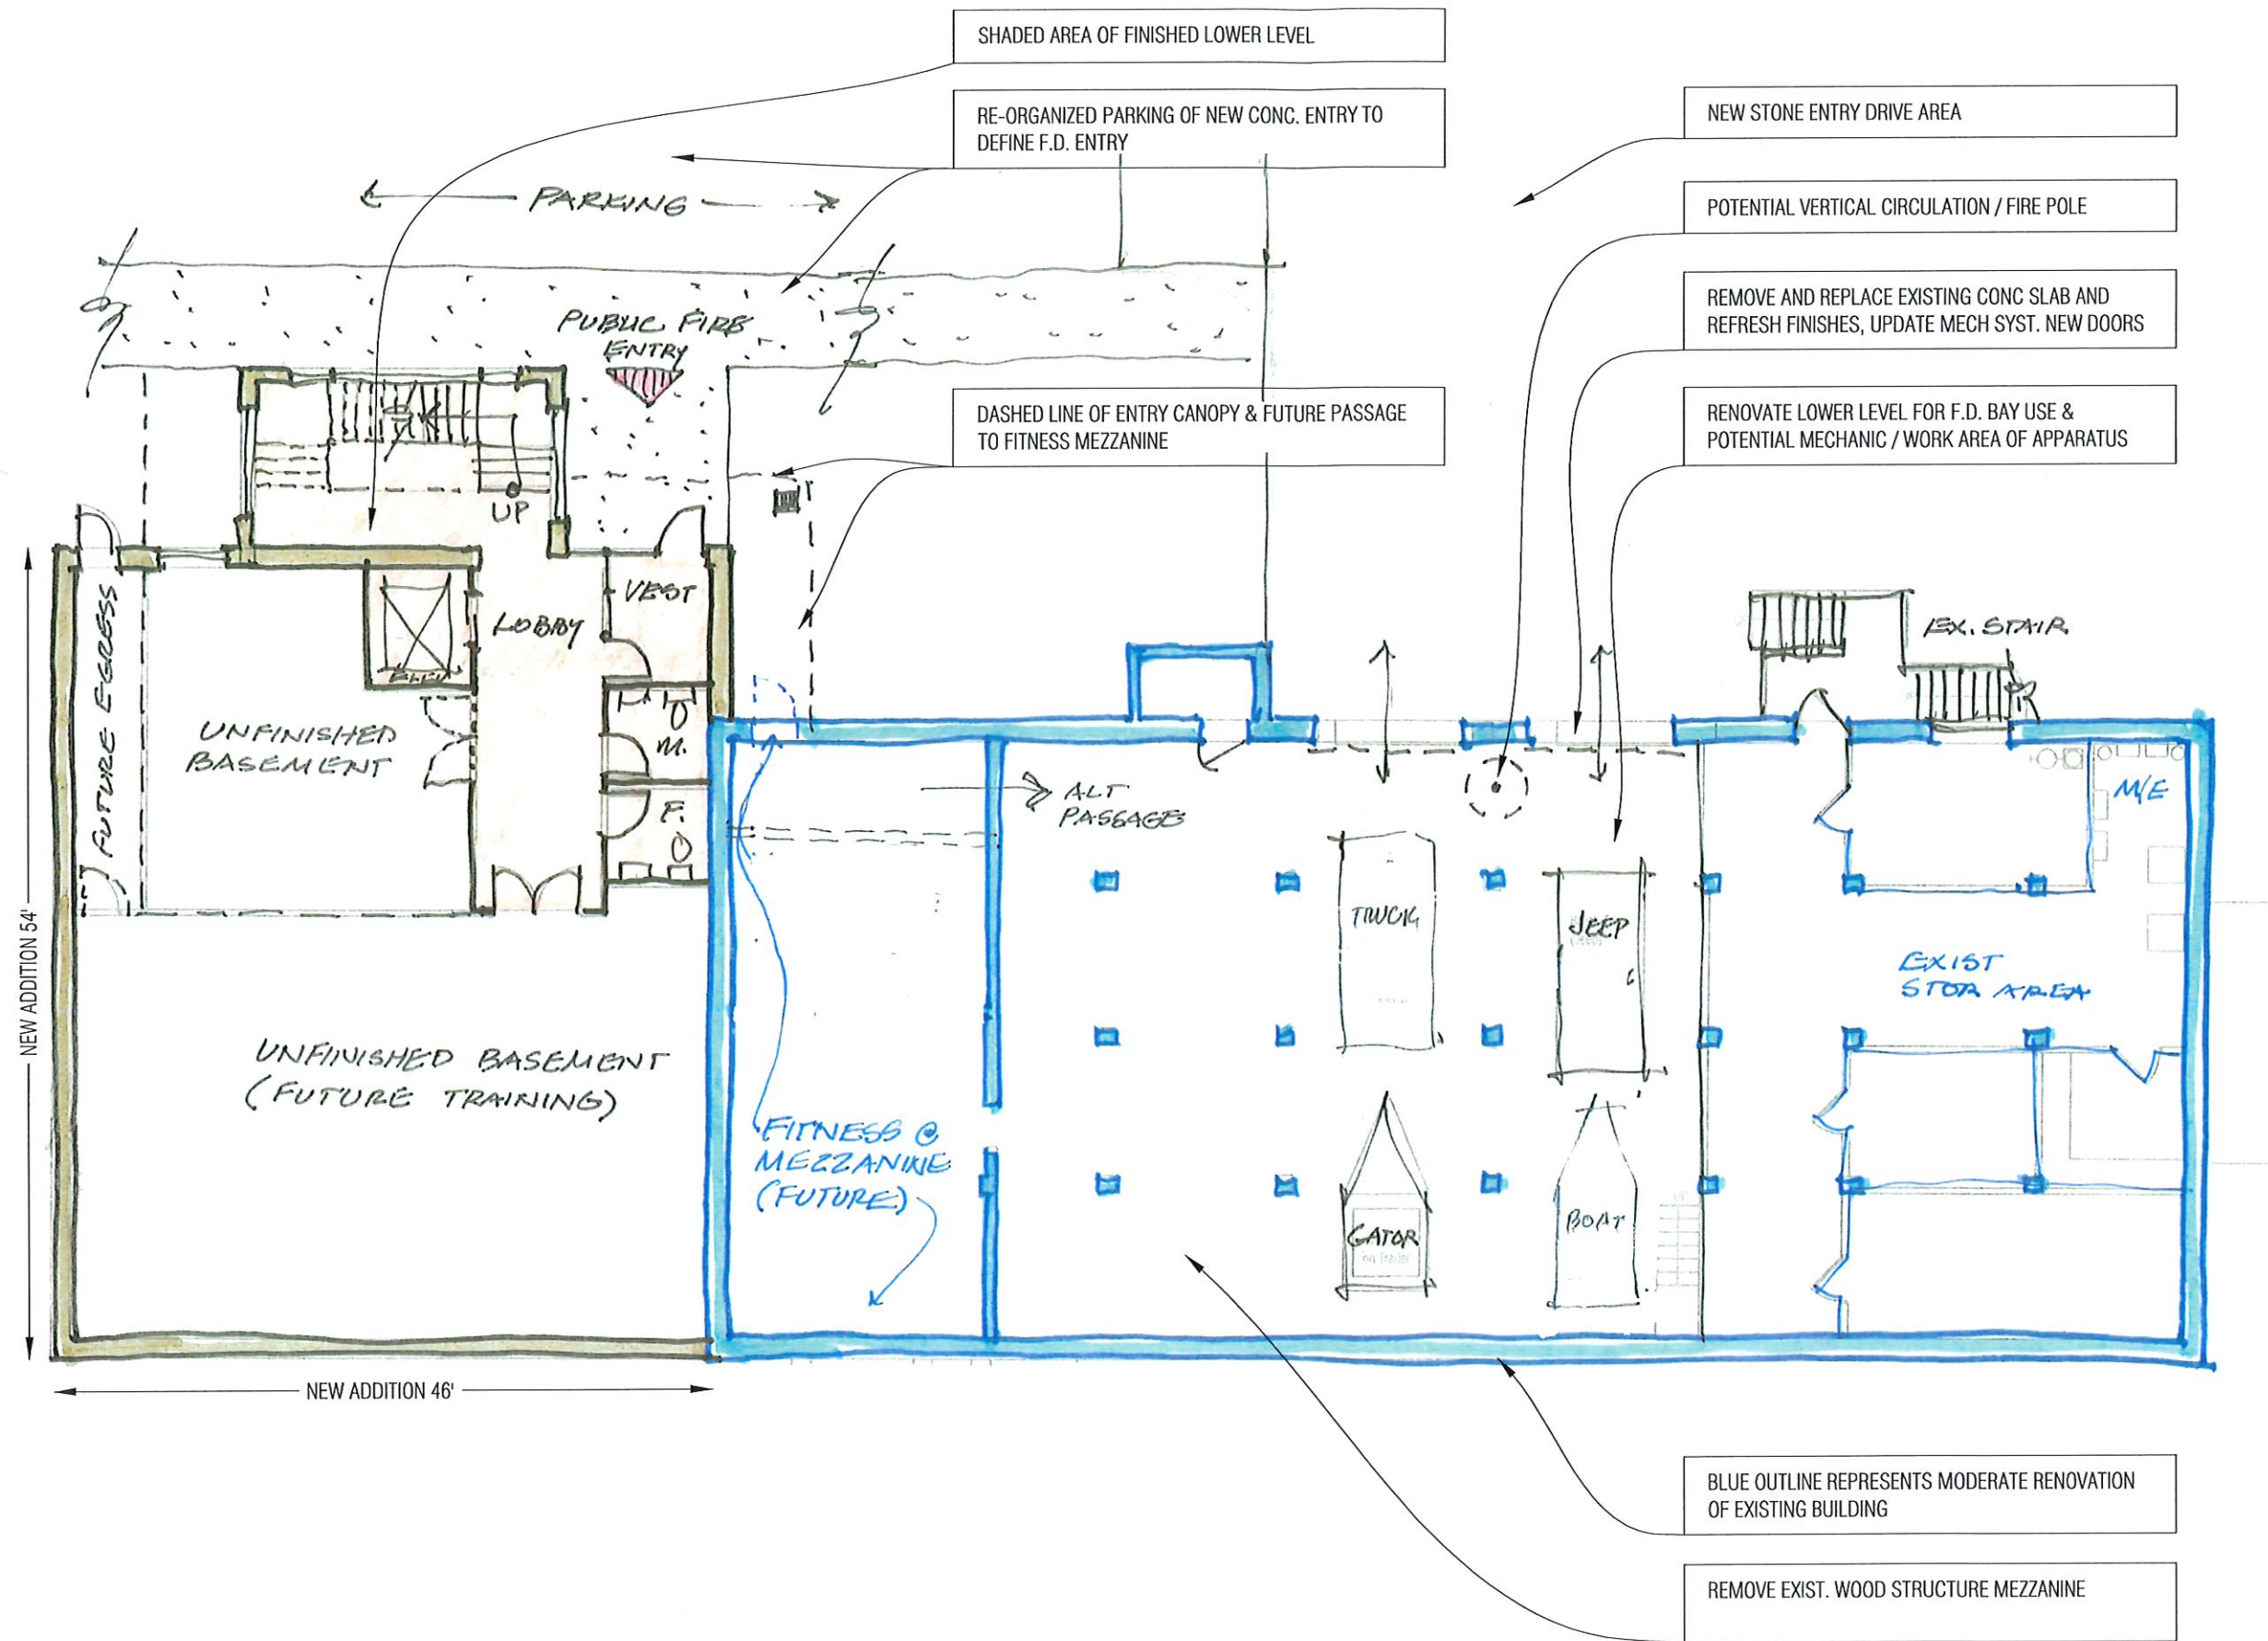 SHADED AREA OF FINISHED LOWER LEVEL
RE-ORGANIZED PARKING OF NEW CONC. ENTRY TO
DEFINE F.D. ENTRY
NEW STONE ENTRY DRIVE AREA
POTENTIAL VERTICAL CIRCULATION / FIRE POLE
REMOVE AND REPLACE EXISTING CONC SLAB AND
REFRESH FINISHES, UPDATE MECH SYST. NEW DOORS
RENOVATE LOWER LEVEL FOR F.D. BAY USE &
POTENTIAL MECHANIC / WORK AREA OF APPARATUS
DASHED LINE OF ENTRY CANOPY & FUTURE PASSAGE
TO FITNESS MEZZANINE
PARKING
PUBLIC FIRE
ENTRY
UP
VEST
LOBBY
FUTURE EGRESS
UNFINISHED
BASEMENT
M.
F.
EX. STAIR
M/E
ALT
PASSAGE
TRUCK
JEEP
EXIST
STOR AREA
UNFINISHED BASEMENT
(FUTURE TRAINING)
FITNESS @
MEZZANINE
(FUTURE)
GATOR
on Trailer
BOAT
NEW ADDITION 54'
NEW ADDITION 46'
BLUE OUTLINE REPRESENTS MODERATE RENOVATION
OF EXISTING BUILDING
REMOVE EXIST. WOOD STRUCTURE MEZZANINE